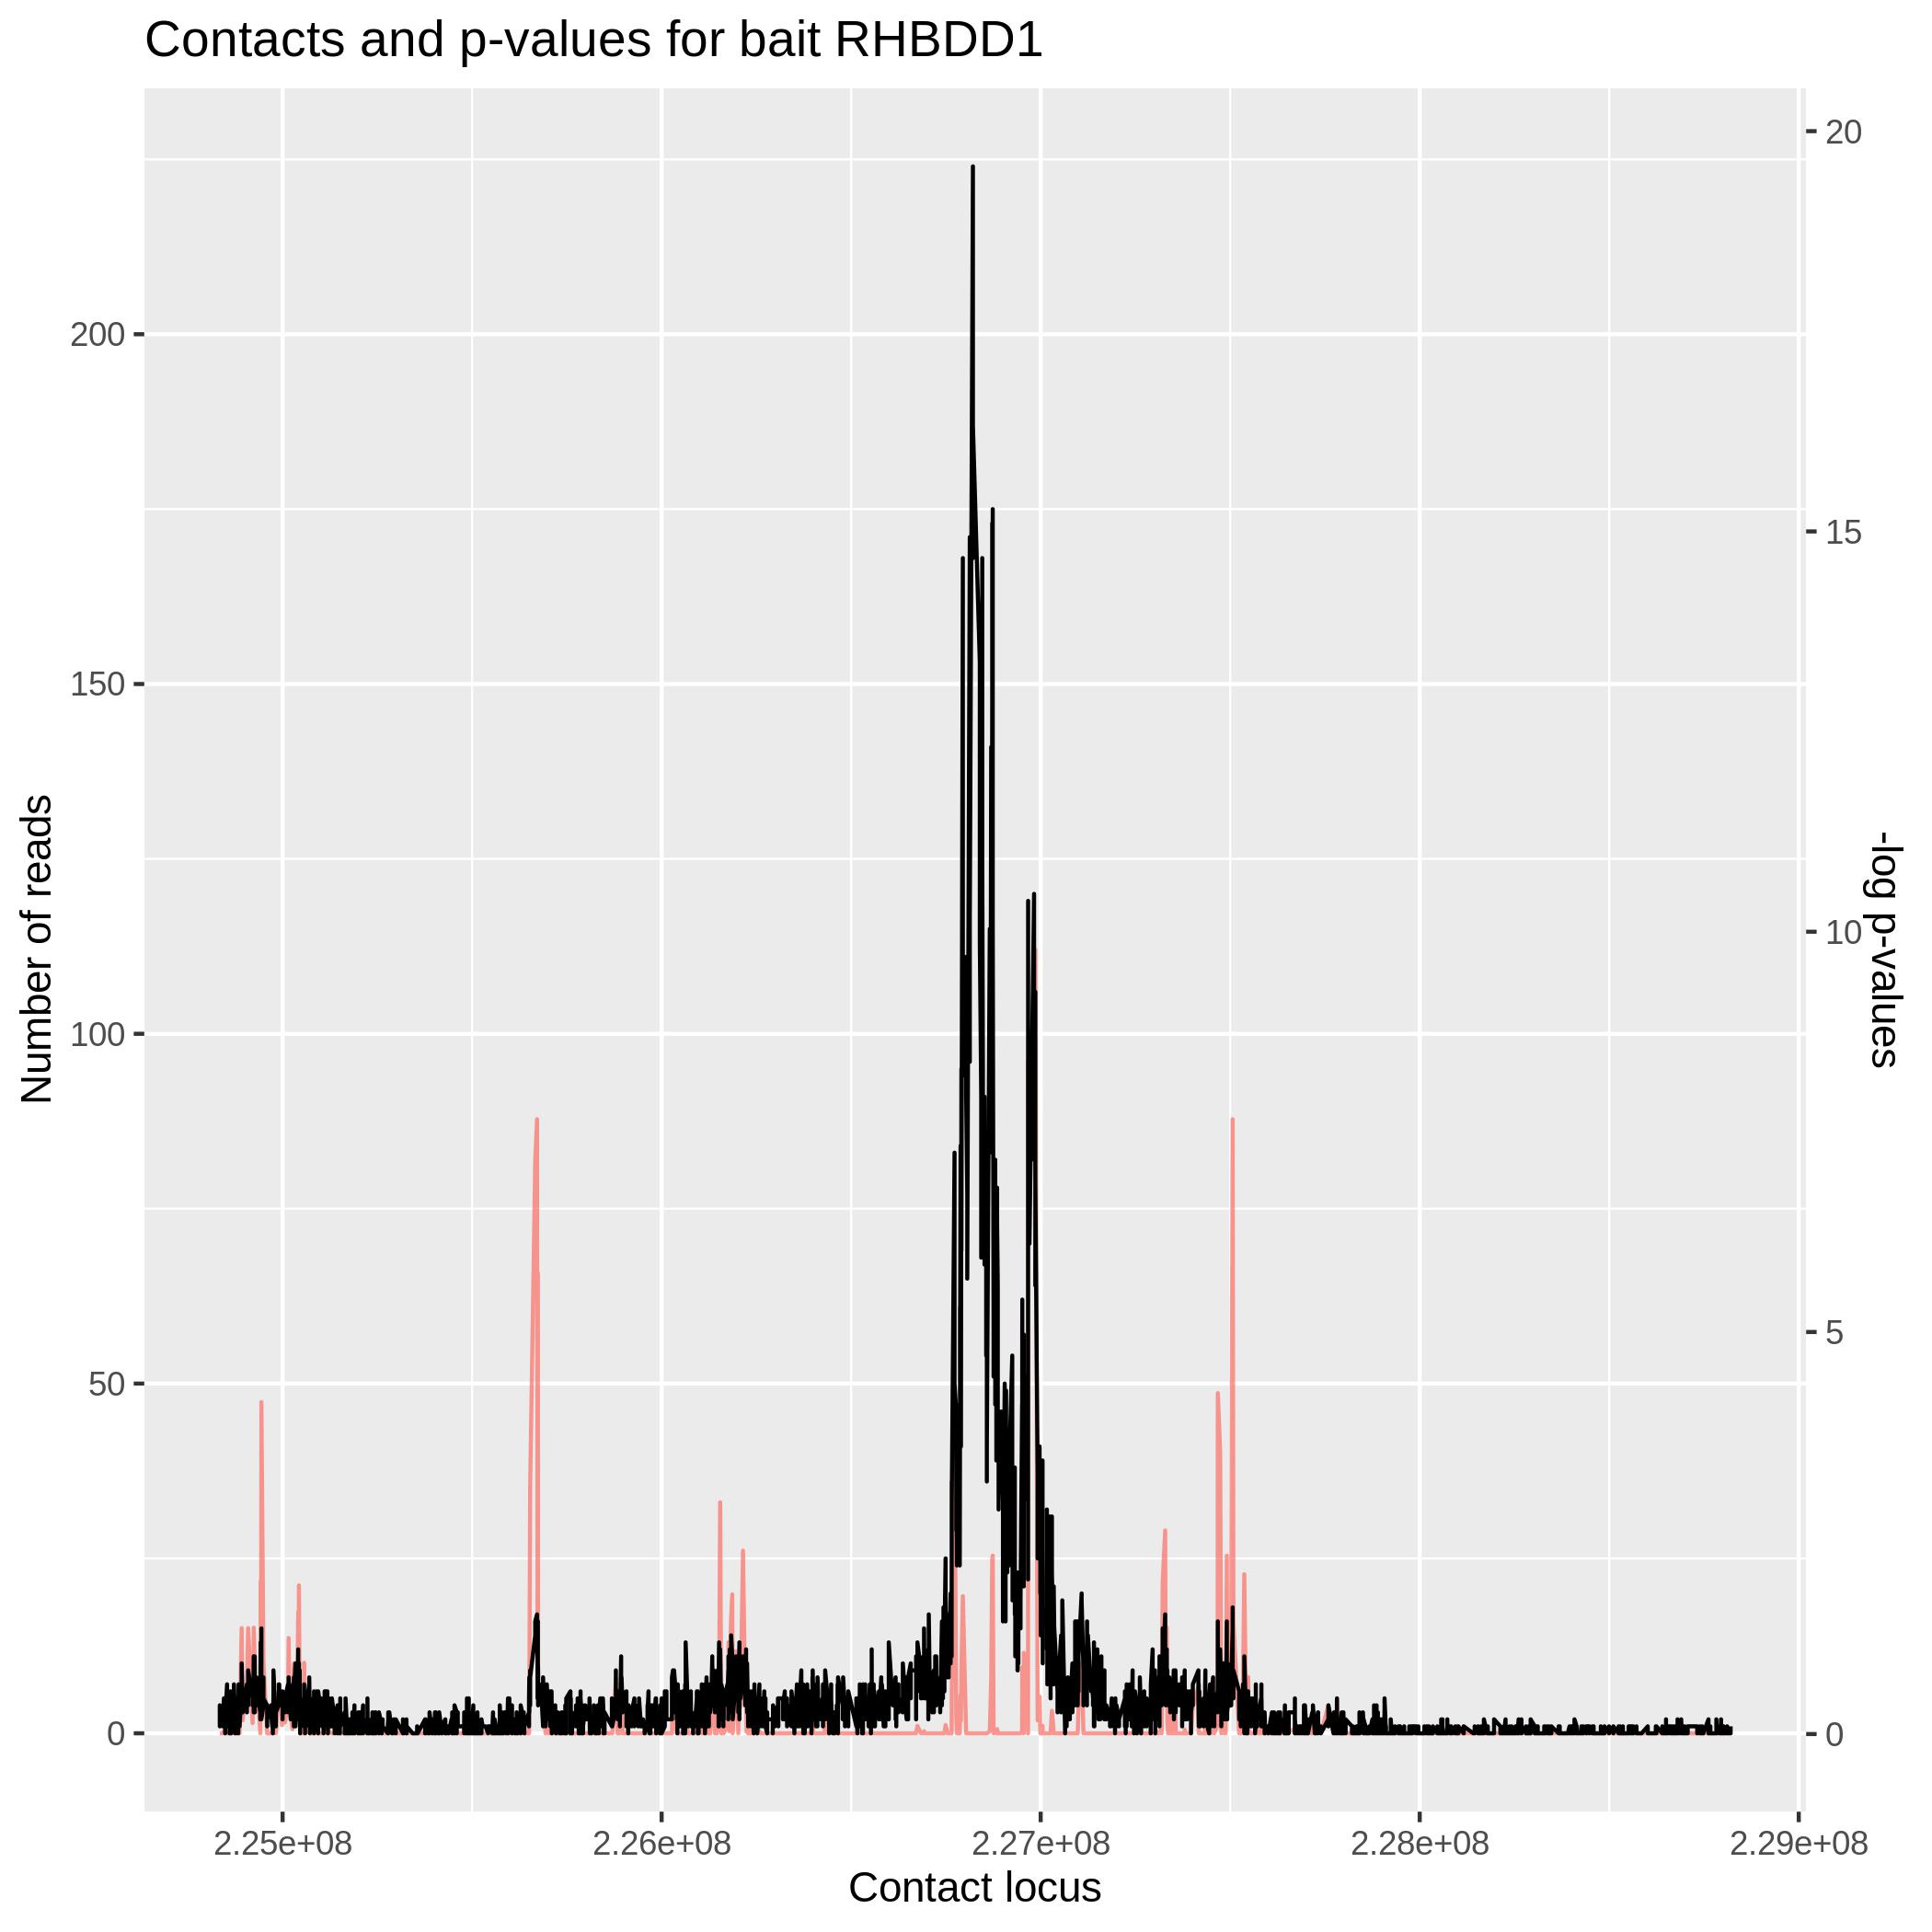 Contacts and p-values for bait RHBDD1
Number of reads
200
150
100
50
0
20
15
10
5
0
-log p-values
2.25e+08
2.26e+08
2.27e+08
2.28e+08
2.29e+08
Contact locus